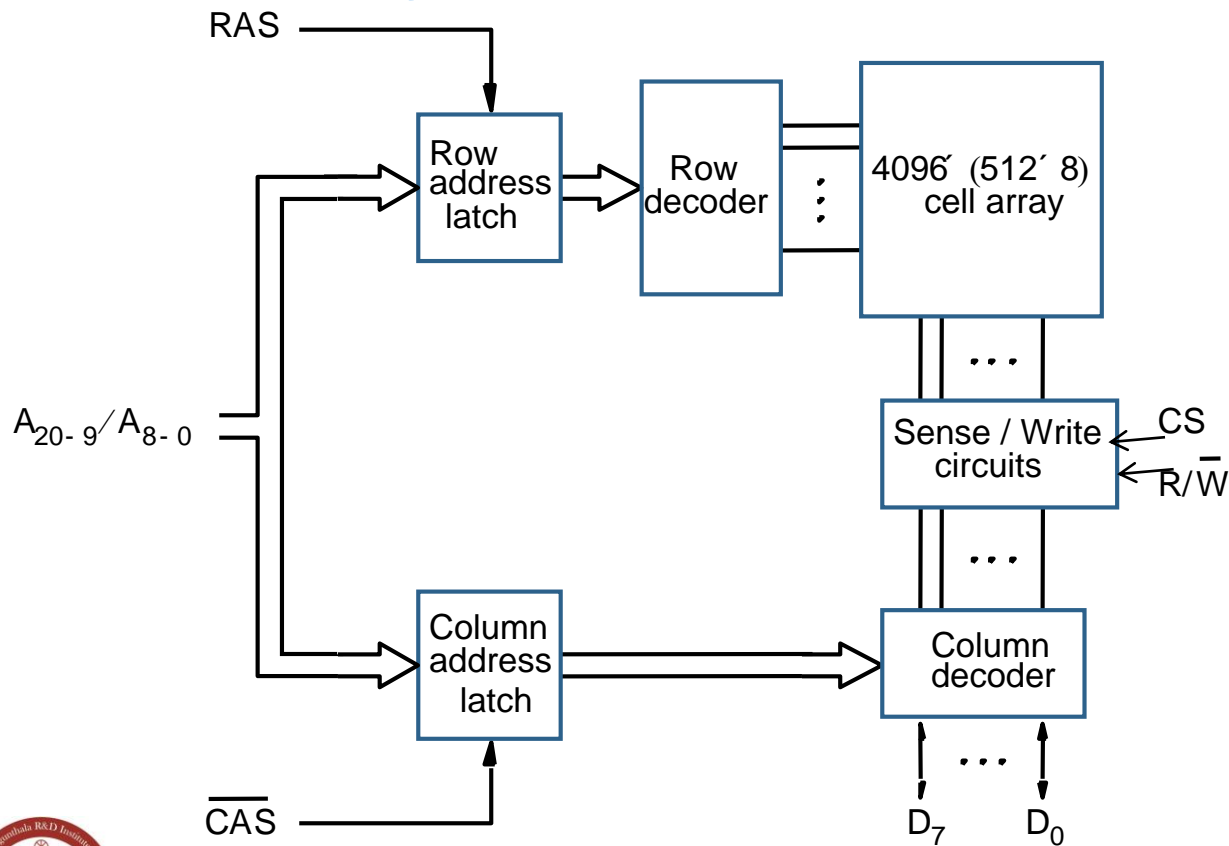 RAS
Row
address
latch
Row
decoder
4096´ (512´ 8)
cell array
...
A20-9/A8-0
Sense / Write
circuits
CS
R/W̅
...
Column
address
latch
Column
decoder
...
C̅A̅S̅
D7 D0